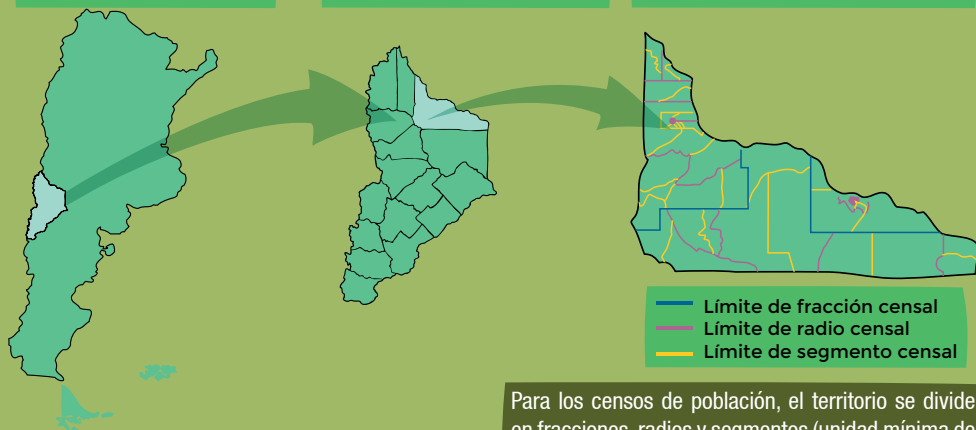 Límite de fracción censal
Límite de radio censal
Límite de segmento censal
Para los censos de población, el territorio se divide
en fracciones, radios y segmentos (unidad mínima de